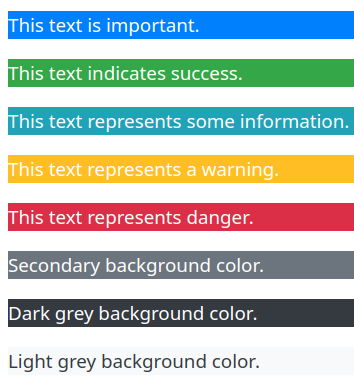 This text is important.
This text indicates success.
This text represents some information.
This text represents a warning.
This text represents danger.
Secondary background color.
Dark grey background color.
Light grey background color.